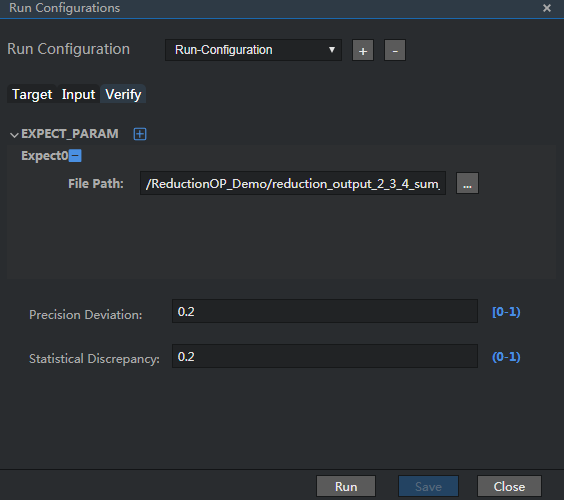 Run Configurations ×
Run Configuration Run-Configuration + -
Target Input Verify
EXPECT_PARAM
Expect0
File Path: /ReductionOP_Demo/reduction_output_2_3_4_sum_ ...
Precision Deviation: 0.2 [0-1)
Statistical Discrepancy: 0.2 (0-1)
Run Save Close